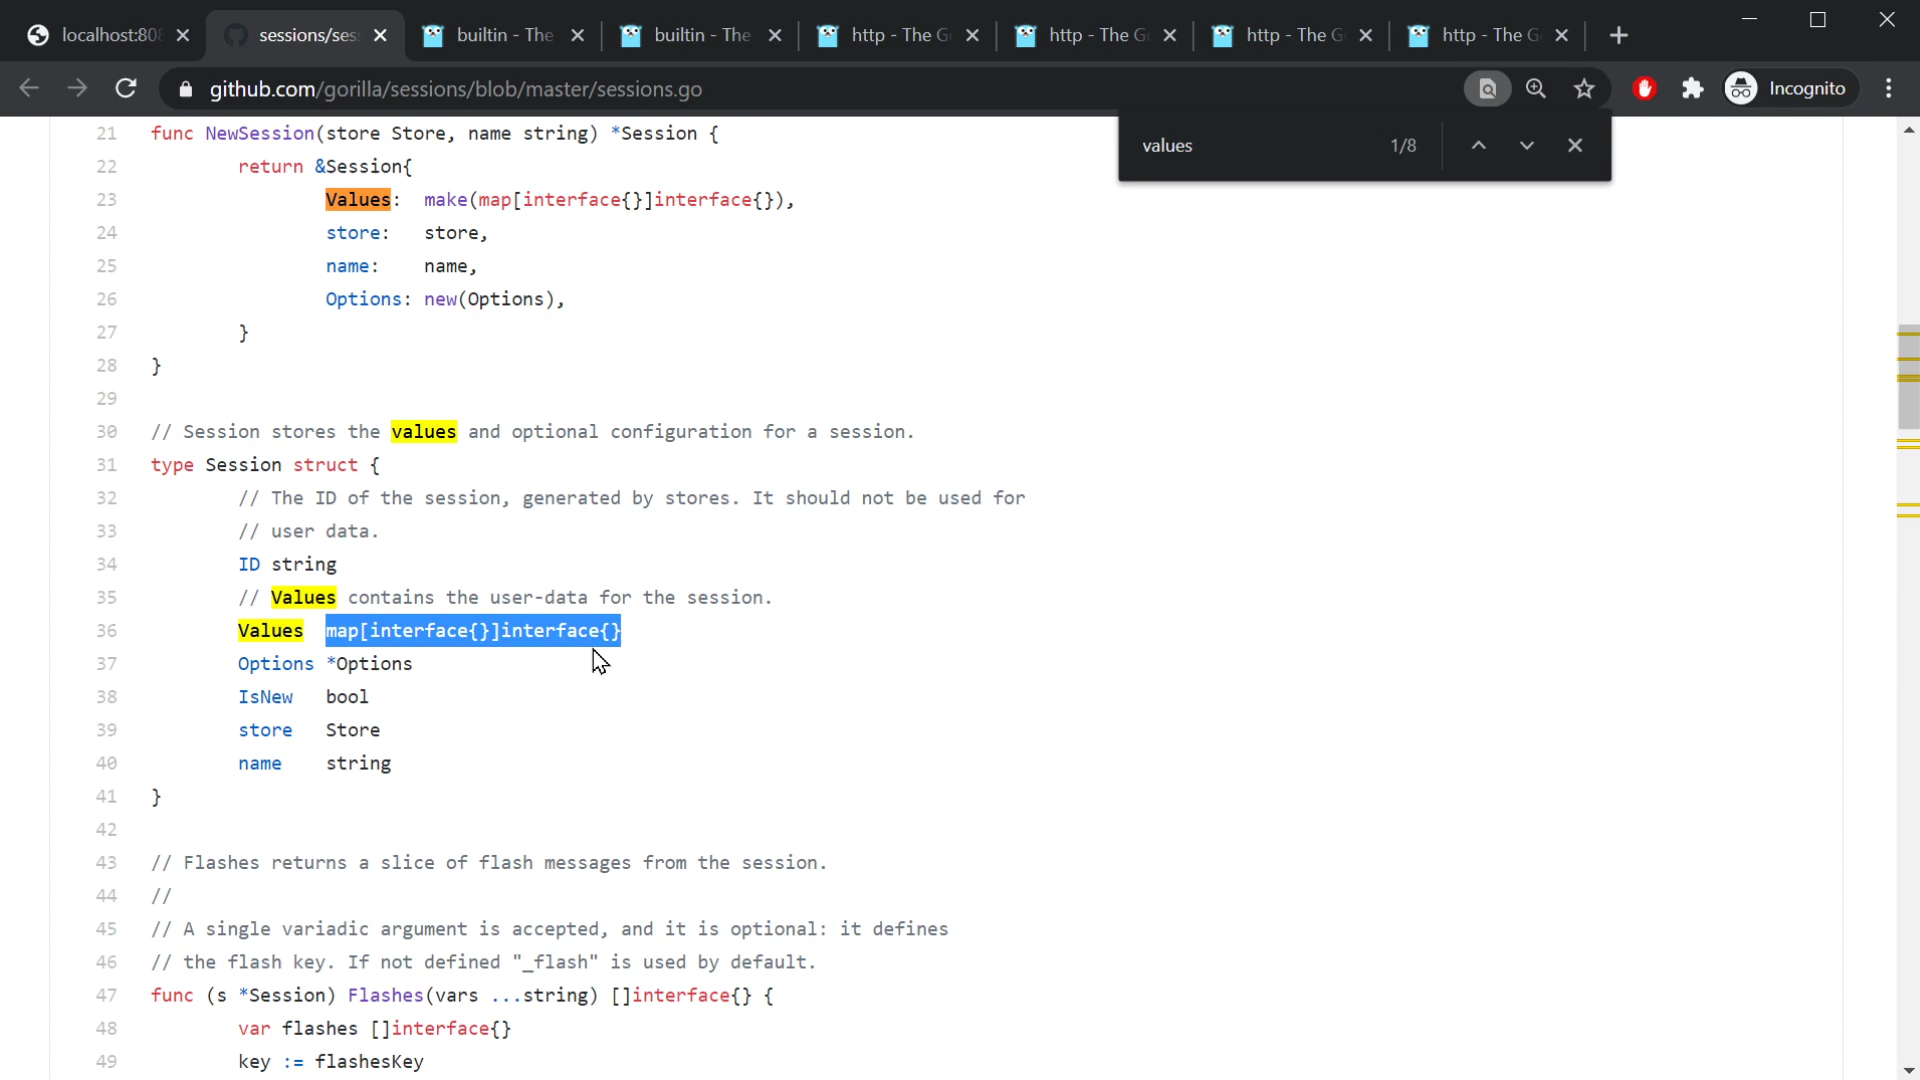 localhost:808
sessions/ses
builtin - The
builtin - The
http - The G
http - The G
http - The G
http - The G
github.com/gorilla/sessions/blob/master/sessions.go
Incognito
values 1/8
21 func NewSession(store Store, name string) *Session {
22 return &Session{
23 Values: make(map[interface{}]interface{}),
24 store: store,
25 name: name,
26 Options: new(Options),
27 }
28 }
29
30 // Session stores the values and optional configuration for a session.
31 type Session struct {
32 // The ID of the session, generated by stores. It should not be used for
33 // user data.
34 ID string
35 // Values contains the user-data for the session.
36 Values map[interface{}]interface{}
37 Options *Options
38 IsNew bool
39 store Store
40 name string
41 }
42
43 // Flashes returns a slice of flash messages from the session.
44 //
45 // A single variadic argument is accepted, and it is optional: it defines
46 // the flash key. If not defined "_flash" is used by default.
47 func (s *Session) Flashes(vars ...string) []interface{} {
48 var flashes []interface{}
49 key := flashesKey